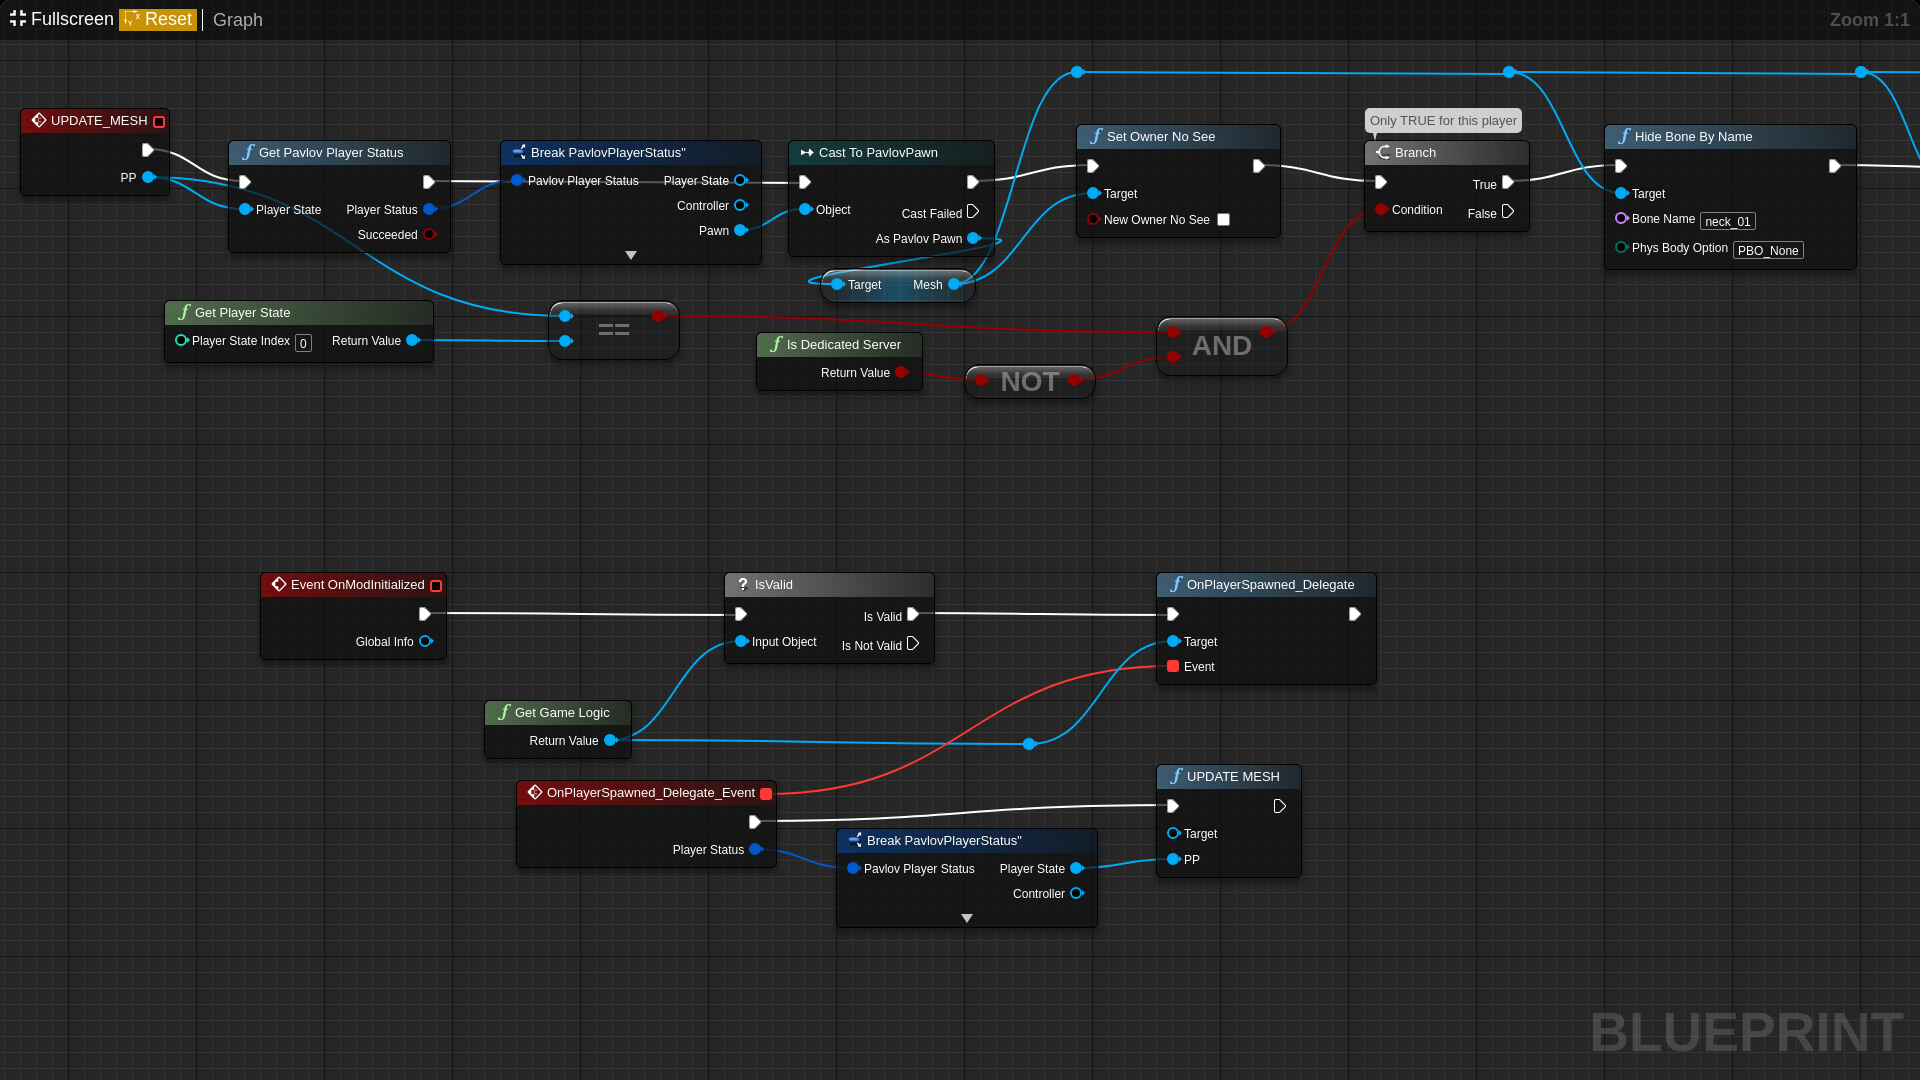 Fullscreen Reset Graph
Zoom 1:1
UPDATE_MESH
PP
Get Pavlov Player Status
Player State
Player Status
Succeeded
Break PavlovPlayerStatus"
Pavlov Player Status
Player State
Controller
Pawn
Cast To PavlovPawn
Object
Cast Failed
As Pavlov Pawn
Target
Mesh
Set Owner No See
Target
New Owner No See
Only TRUE for this player
Branch
Condition
True
False
Hide Bone By Name
Target
Bone Name neck_01
Phys Body Option PBO_None
Get Player State
Player State Index 0
Return Value
==
Is Dedicated Server
Return Value
NOT
AND
Event OnModInitialized
Global Info
IsValid
Input Object
Is Valid
Is Not Valid
OnPlayerSpawned_Delegate
Target
Event
Get Game Logic
Return Value
OnPlayerSpawned_Delegate_Event
Player Status
Break PavlovPlayerStatus"
Pavlov Player Status
Player State
Controller
UPDATE MESH
Target
PP
BLUEPRINT